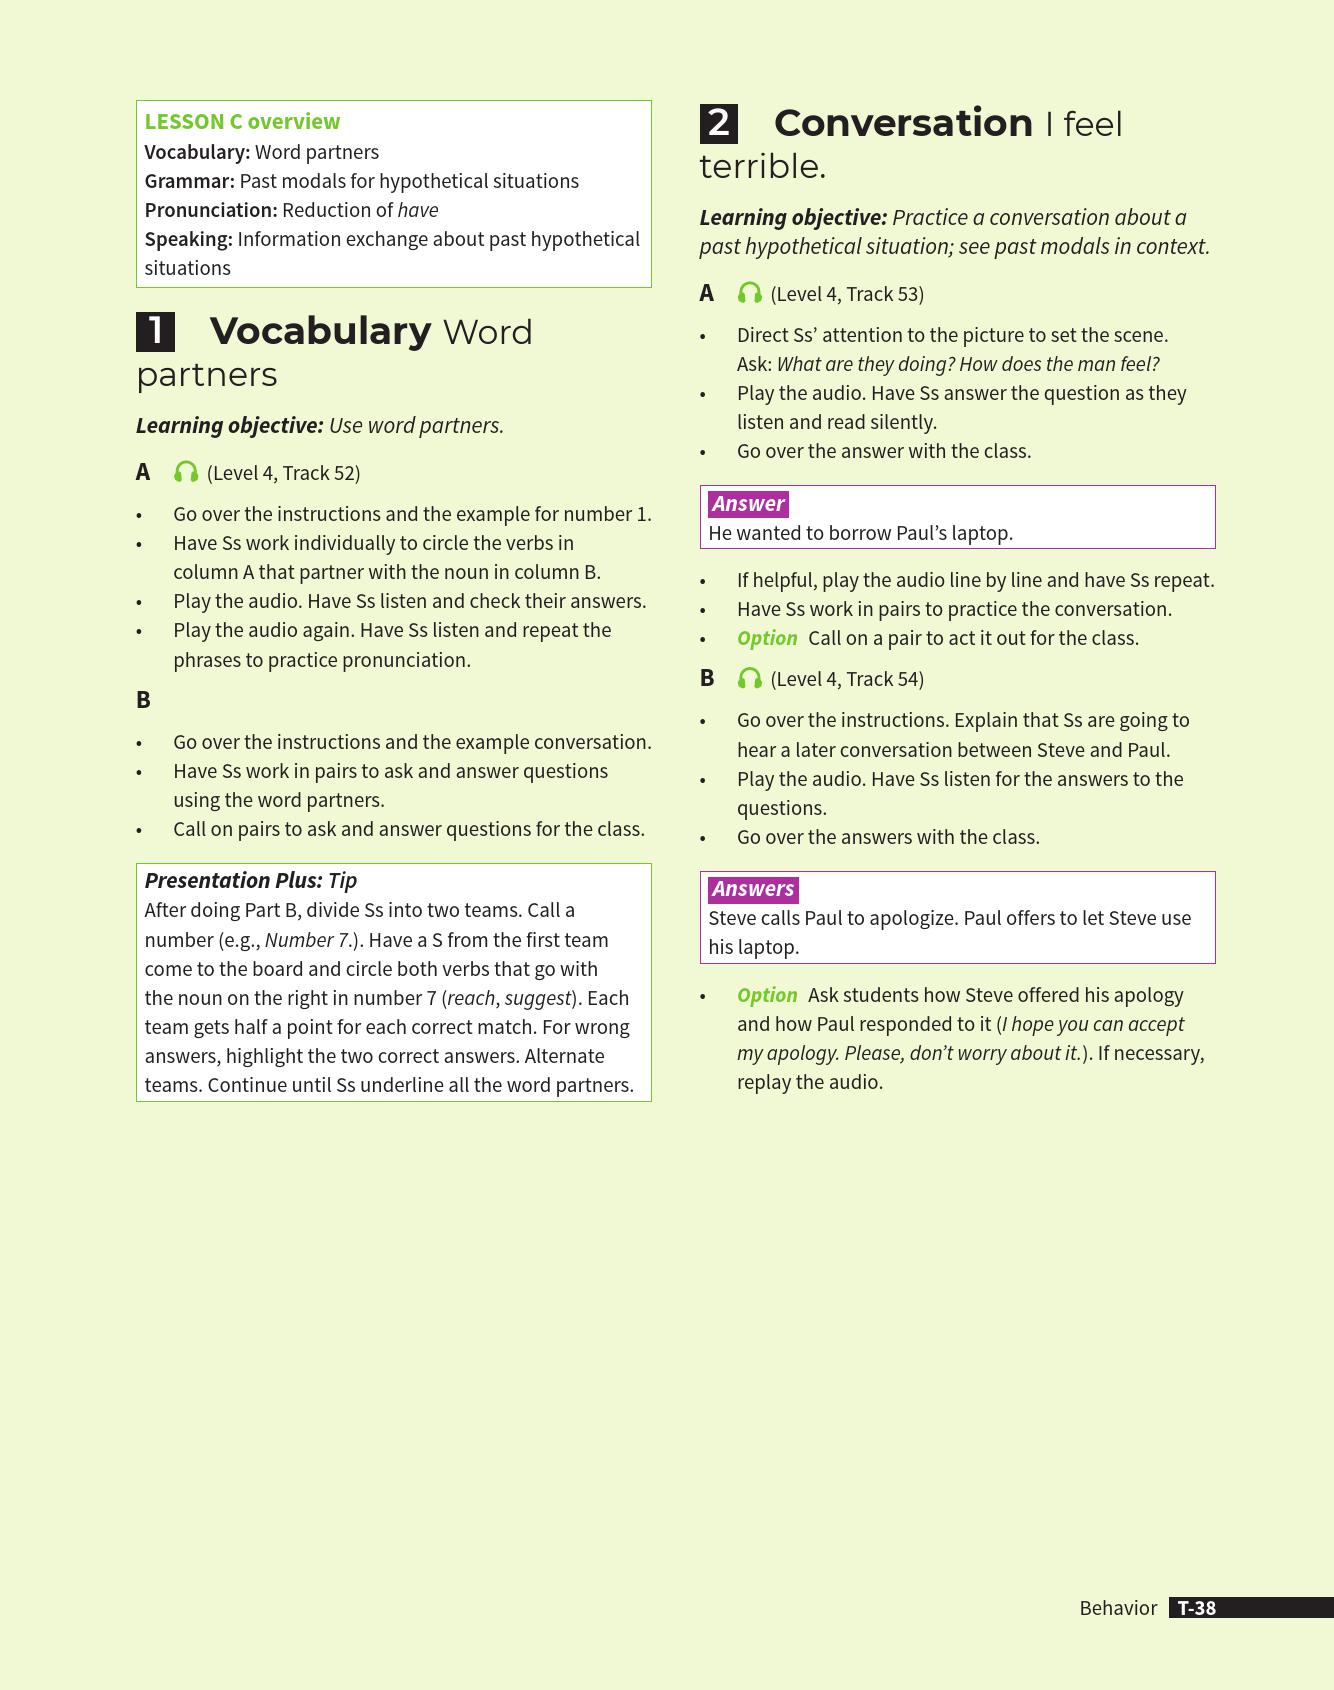 LESSON C overview
Vocabulary: Word partners
Grammar: Past modals for hypothetical situations
Pronunciation: Reduction of have
Speaking: Information exchange about past hypothetical
situations
1 Vocabulary Word
partners
Learning objective: Use word partners.
A (Level 4, Track 52)
• Go over the instructions and the example for number 1.
• Have Ss work individually to circle the verbs in
column A that partner with the noun in column B.
• Play the audio. Have Ss listen and check their answers.
• Play the audio again. Have Ss listen and repeat the
phrases to practice pronunciation.
B
• Go over the instructions and the example conversation.
• Have Ss work in pairs to ask and answer questions
using the word partners.
• Call on pairs to ask and answer questions for the class.
Presentation Plus: Tip
After doing Part B, divide Ss into two teams. Call a
number (e.g., Number 7.). Have a S from the first team
come to the board and circle both verbs that go with
the noun on the right in number 7 (reach, suggest). Each
team gets half a point for each correct match. For wrong
answers, highlight the two correct answers. Alternate
teams. Continue until Ss underline all the word partners.
2 Conversation I feel
terrible.
Learning objective: Practice a conversation about a
past hypothetical situation; see past modals in context.
A (Level 4, Track 53)
• Direct Ss’ attention to the picture to set the scene.
Ask: What are they doing? How does the man feel?
• Play the audio. Have Ss answer the question as they
listen and read silently.
• Go over the answer with the class.
Answer
He wanted to borrow Paul’s laptop.
• If helpful, play the audio line by line and have Ss repeat.
• Have Ss work in pairs to practice the conversation.
• Option Call on a pair to act it out for the class.
B (Level 4, Track 54)
• Go over the instructions. Explain that Ss are going to
hear a later conversation between Steve and Paul.
• Play the audio. Have Ss listen for the answers to the
questions.
• Go over the answers with the class.
Answers
Steve calls Paul to apologize. Paul offers to let Steve use
his laptop.
• Option Ask students how Steve offered his apology
and how Paul responded to it (I hope you can accept
my apology. Please, don’t worry about it.). If necessary,
replay the audio.
Behavior T-38